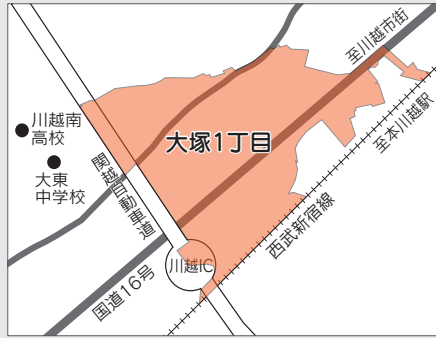 至川越市街
川越南
高校
大塚1丁目
至本川越駅
大東
中学校
関越自動車道
西武新宿線
川越IC
国道16号